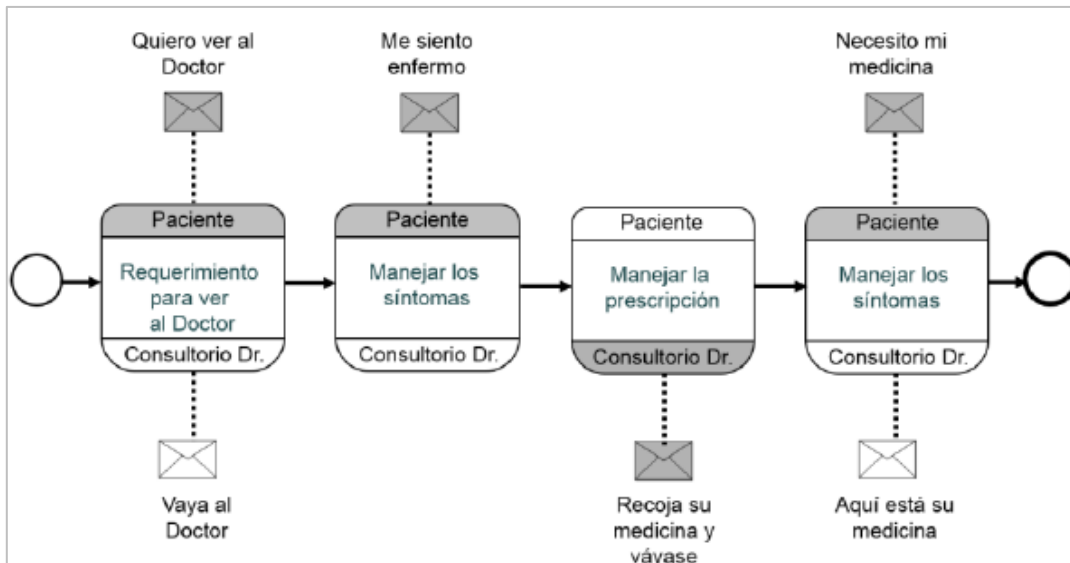 Quiero ver al
Doctor
Me siento
enfermo
Necesito mi
medicina
Paciente
Requerimiento
para ver
al Doctor
Consultorio Dr.
Paciente
Manejar los
síntomas
Consultorio Dr.
Paciente
Manejar la
prescripción
Consultorio Dr.
Paciente
Manejar los
síntomas
Consultorio Dr.
Vaya al
Doctor
Recoja su
medicina y
váyase
Aquí está su
medicina